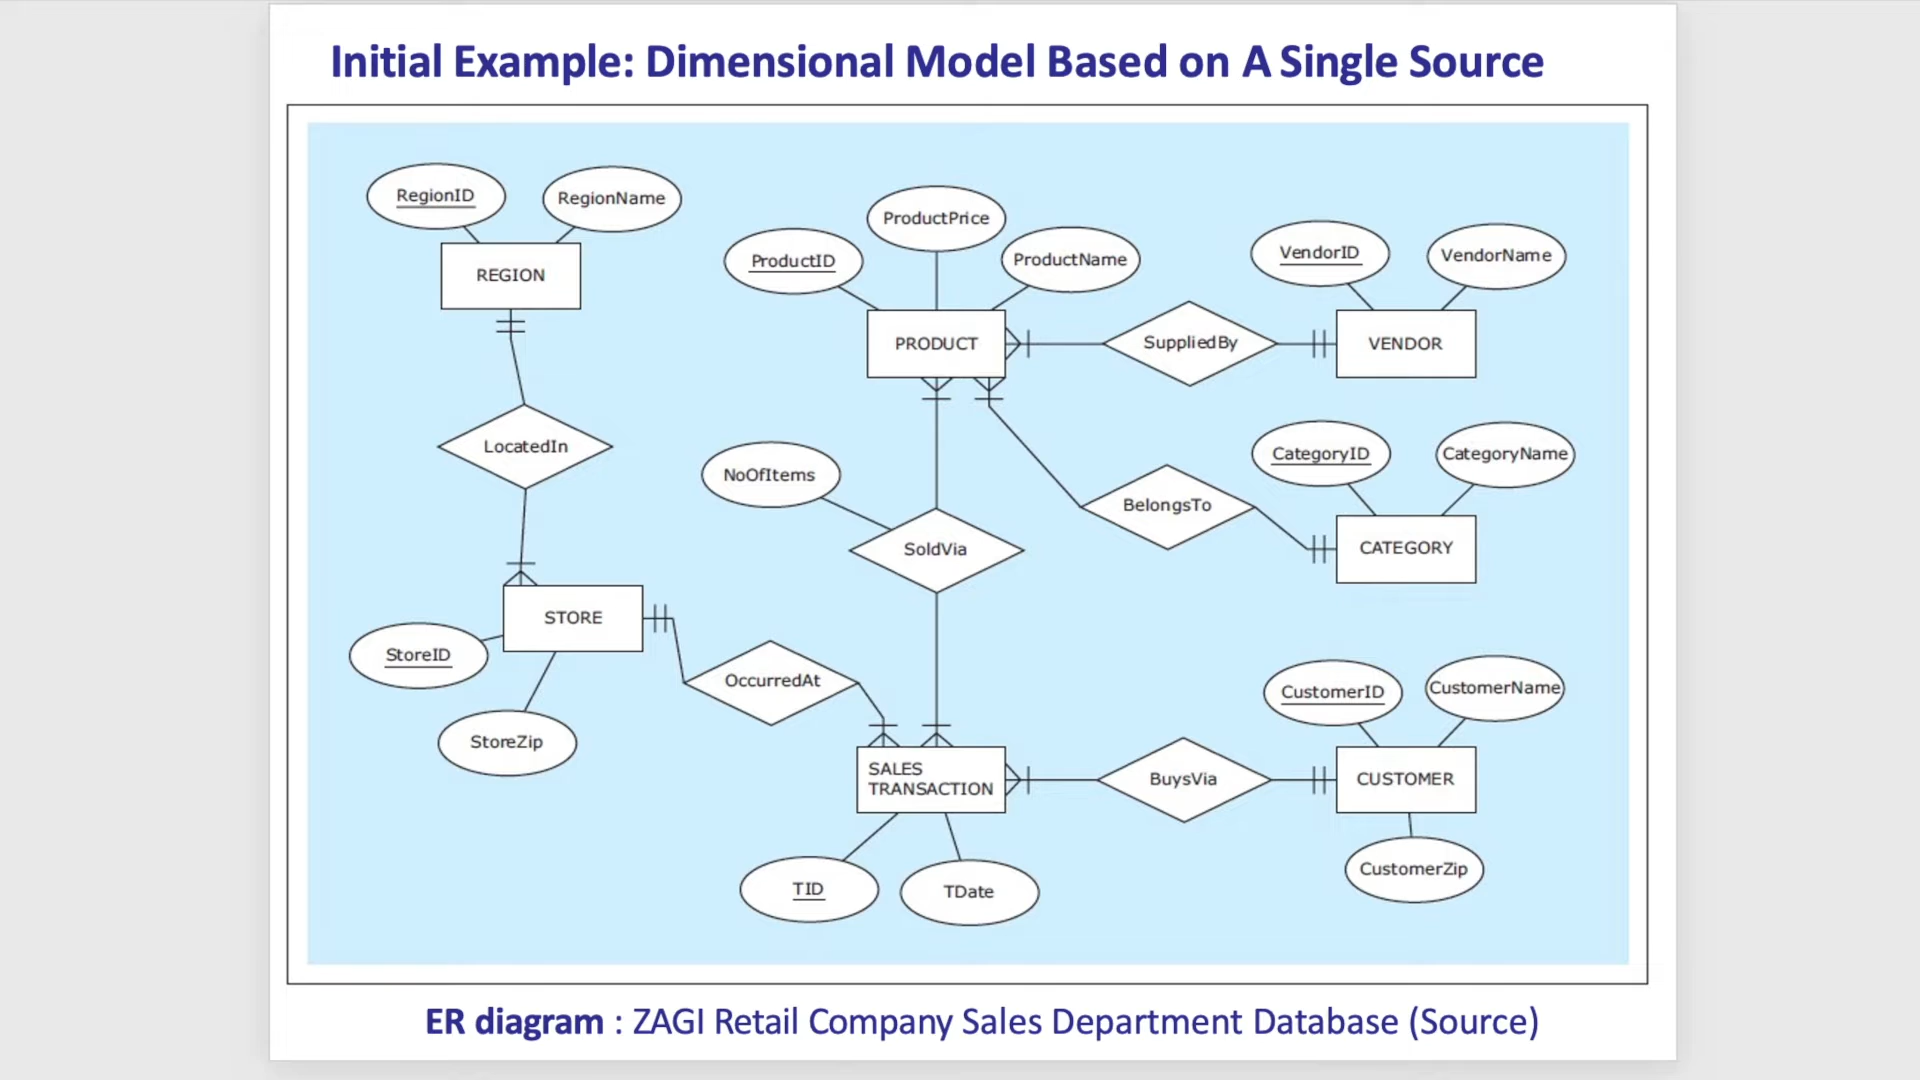 Initial Example: Dimensional Model Based on A Single Source
RegionID
RegionName
REGION
ProductID
ProductPrice
ProductName
PRODUCT
SuppliedBy
VendorID
VendorName
VENDOR
LocatedIn
NoOfItems
SoldVia
BelongsTo
CategoryID
CategoryName
CATEGORY
STORE
StoreID
StoreZip
OccurredAt
SALES
TRANSACTION
BuysVia
CustomerID
CustomerName
CUSTOMER
CustomerZip
TID
TDate
ER diagram : ZAGI Retail Company Sales Department Database (Source)